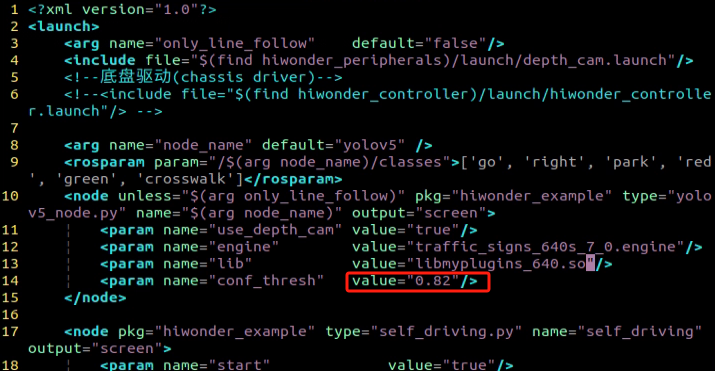 1 <?xml version="1.0"?>
2 <launch>
3     <arg name="only_line_follow"    default="false"/>
4     <include file="$(find hiwonder_peripherals)/launch/depth_cam.launch"/>
5     <!--底盘驱动(chassis driver)-->
6     <!--<include file="$(find hiwonder_controller)/launch/hiwonder_controlle
r.launch"/> -->
7
8     <arg name="node_name" default="yolov5" />
9     <rosparam param="/$(arg node_name)/classes">['go', 'right', 'park', 'red
', 'green', 'crosswalk']</rosparam>
10     <node unless="$(arg only_line_follow)" pkg="hiwonder_example" type="yolo
v5_node.py" name="$(arg node_name)" output="screen">
11         <param name="use_depth_cam" value="true"/>
12         <param name="engine"        value="traffic_signs_640s_7_0.engine"/>
13         <param name="lib"           value="libmyplugins_640.so"/>
14         <param name="conf_thresh"   value="0.82"/>
15     </node>
16
17     <node pkg="hiwonder_example" type="self_driving.py" name="self_driving"
output="screen">
18         <param name="start"             value="true"/>